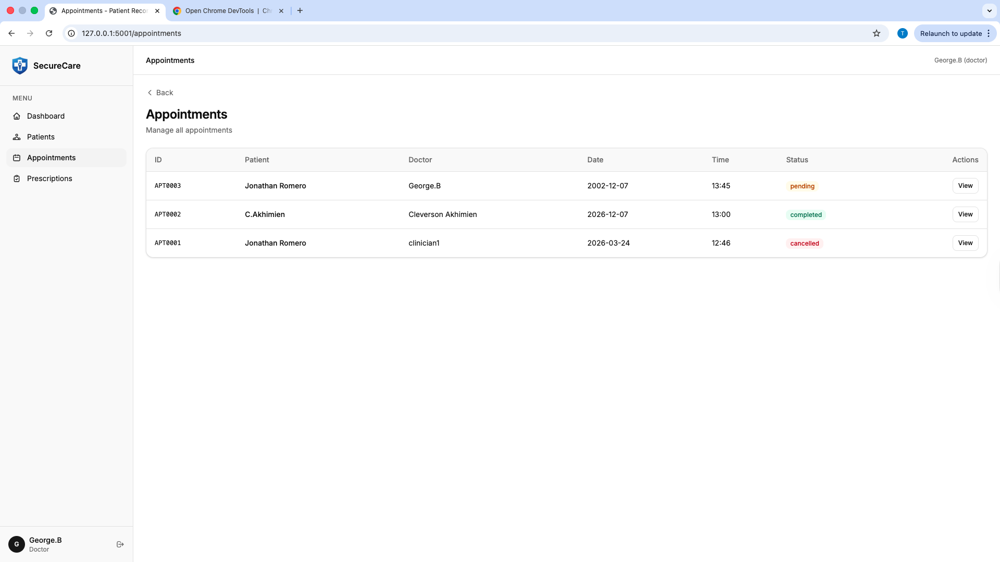 Appointments - Patient Recor
Open Chrome DevTools | Ch
127.0.0.1:5001/appointments
T
Relaunch to update
SecureCare
MENU
Dashboard
Patients
Appointments
Prescriptions
G
George.B
Doctor
Appointments
George.B (doctor)
Back
Appointments
Manage all appointments
ID Patient Doctor Date Time Status Actions
APT0003 Jonathan Romero George.B 2002-12-07 13:45 pending View
APT0002 C.Akhimien Cleverson Akhimien 2026-12-07 13:00 completed View
APT0001 Jonathan Romero clinician1 2026-03-24 12:46 cancelled View